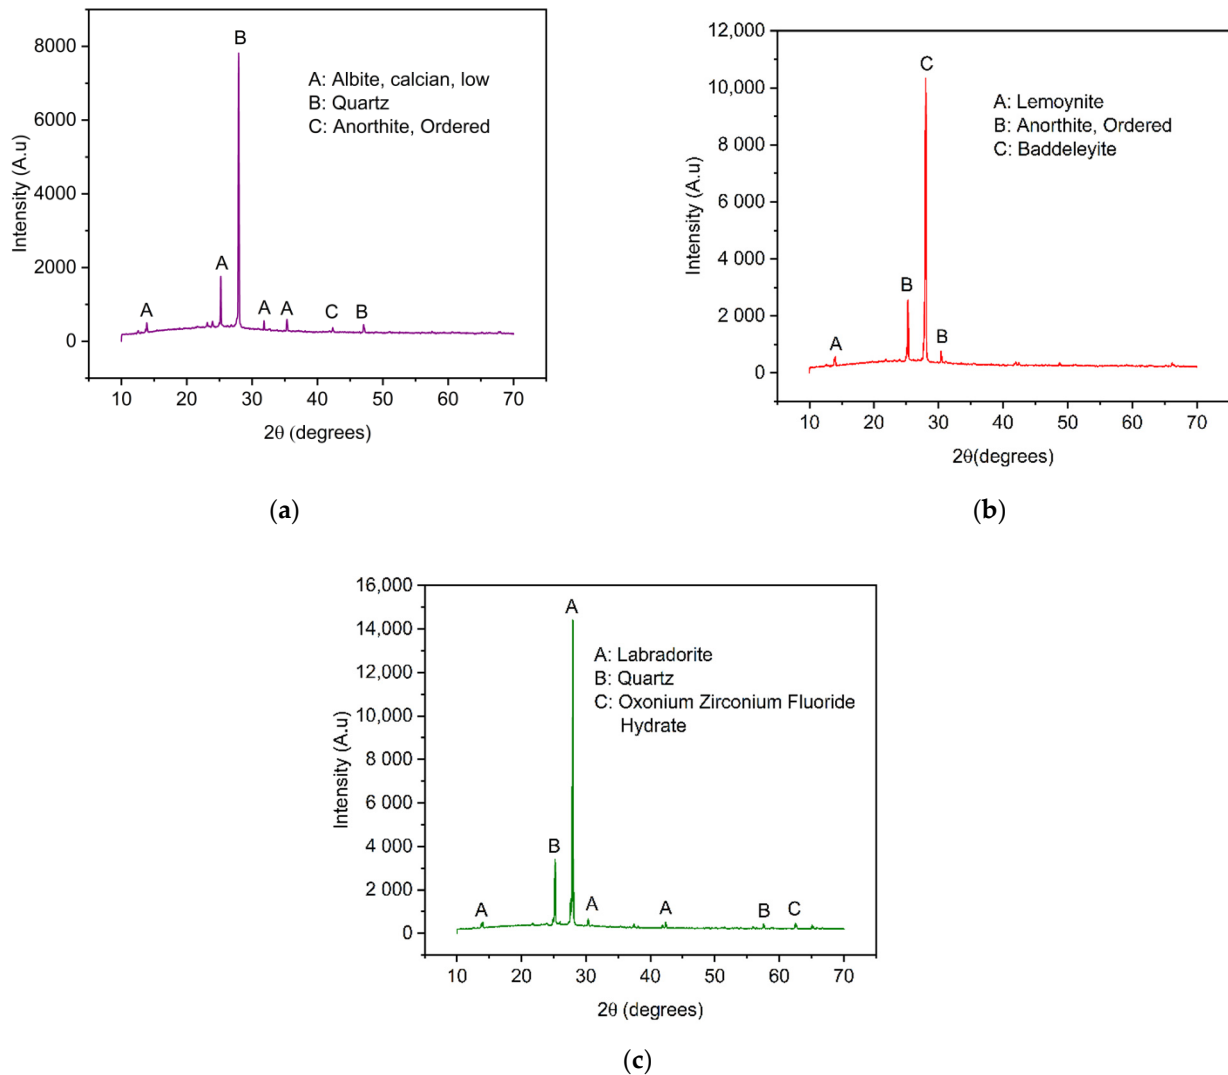 8000
6000
4000
2000
0
Intensity (A.u)
B
A
A
A
A
C
B
A: Albite, calcian, low
B: Quartz
C: Anorthite, Ordered
10 20 30 40 50 60 70
2θ (degrees)
(a)
12,000
10,000
8 000
6 000
4 000
2 000
0
Intensity (A.u)
C
B
A
B
A: Lemoynite
B: Anorthite, Ordered
C: Baddeleyite
10 20 30 40 50 60 70
2θ(degrees)
(b)
16,000
14,000
12,000
10,000
8 000
6 000
4 000
2 000
0
Intensity (A.u)
A
B
A
A
A
B
C
A: Labradorite
B: Quartz
C: Oxonium Zirconium Fluoride
Hydrate
10 20 30 40 50 60 70
2θ (degrees)
(c)